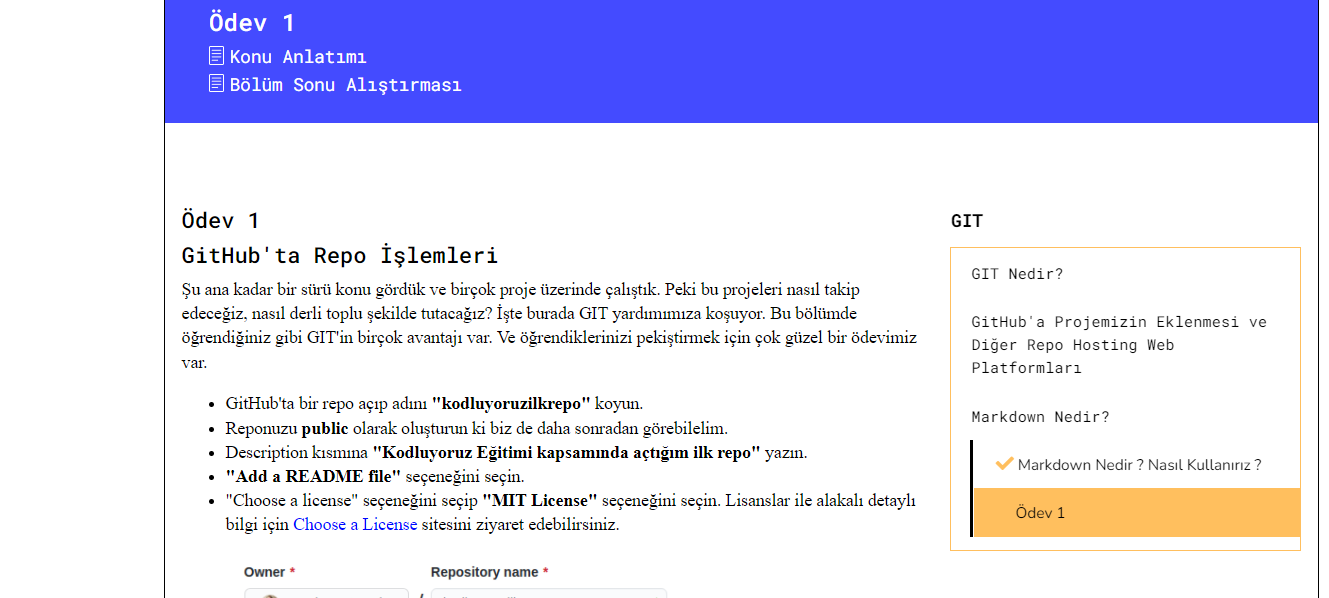 Ödev 1
Konu Anlatımı
Bölüm Sonu Alıştırması
Ödev 1
GitHub'ta Repo İşlemleri
Şu ana kadar bir sürü konu gördük ve birçok proje üzerinde çalıştık. Peki bu projeleri nasıl takip
edeceğiz, nasıl derli toplu şekilde tutacağız? İşte burada GIT yardımımıza koşuyor. Bu bölümde
öğrendiğiniz gibi GIT'in birçok avantajı var. Ve öğrendiklerinizi pekiştirmek için çok güzel bir ödevimiz
var.
• GitHub'ta bir repo açıp adını "kodluyoruzilkrepo" koyun.
• Reponuzu public olarak oluşturun ki biz de daha sonradan görebilelim.
• Description kısmına "Kodluyoruz Eğitimi kapsamında açtığım ilk repo" yazın.
• "Add a README file" seçeneğini seçin.
• "Choose a license" seçeneğini seçip "MIT License" seçeneğini seçin. Lisanslar ile alakalı detaylı
bilgi için Choose a License sitesini ziyaret edebilirsiniz.
Owner * Repository name *
GIT
GIT Nedir?
GitHub'a Projemizin Eklenmesi ve
Diğer Repo Hosting Web
Platformları
Markdown Nedir?
Markdown Nedir ? Nasıl Kullanırız ?
Ödev 1